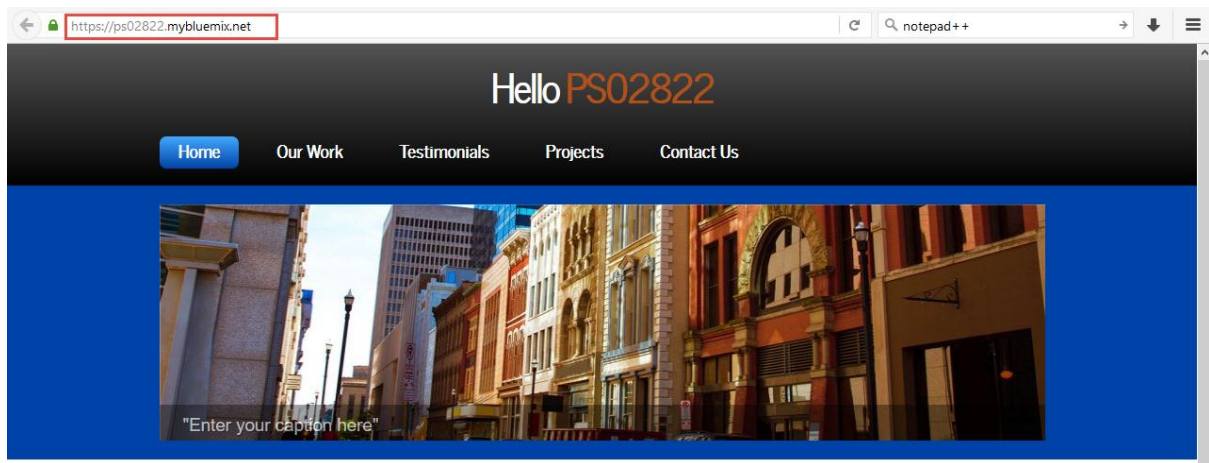 https://ps02822.mybluemix.net
notepad++
Hello PS02822
Home Our Work Testimonials Projects Contact Us
"Enter your caption here"